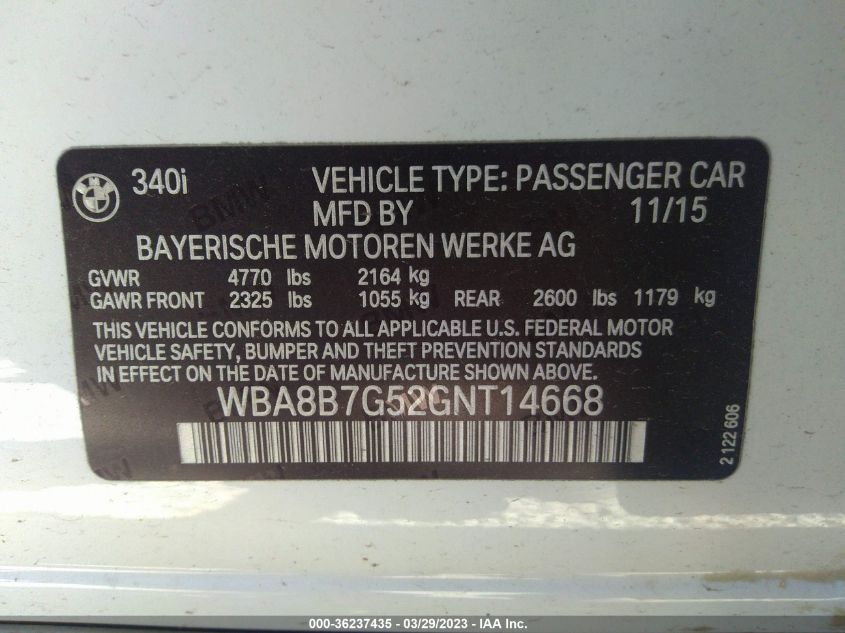 340i VEHICLE TYPE: PASSENGER CAR
MFD BY 11/15
BAYERISCHE MOTOREN WERKE AG
GVWR 4770 lbs 2164 kg
GAWR FRONT 2325 lbs 1055 kg REAR 2600 lbs 1179 kg
THIS VEHICLE CONFORMS TO ALL APPLICABLE U.S. FEDERAL MOTOR
VEHICLE SAFETY, BUMPER AND THEFT PREVENTION STANDARDS
IN EFFECT ON THE DATE OF MANUFACTURE SHOWN ABOVE.
WBA8B7G52GNT14668
2 122 606
000-36237435 - 03/29/2023 - IAA, Inc.